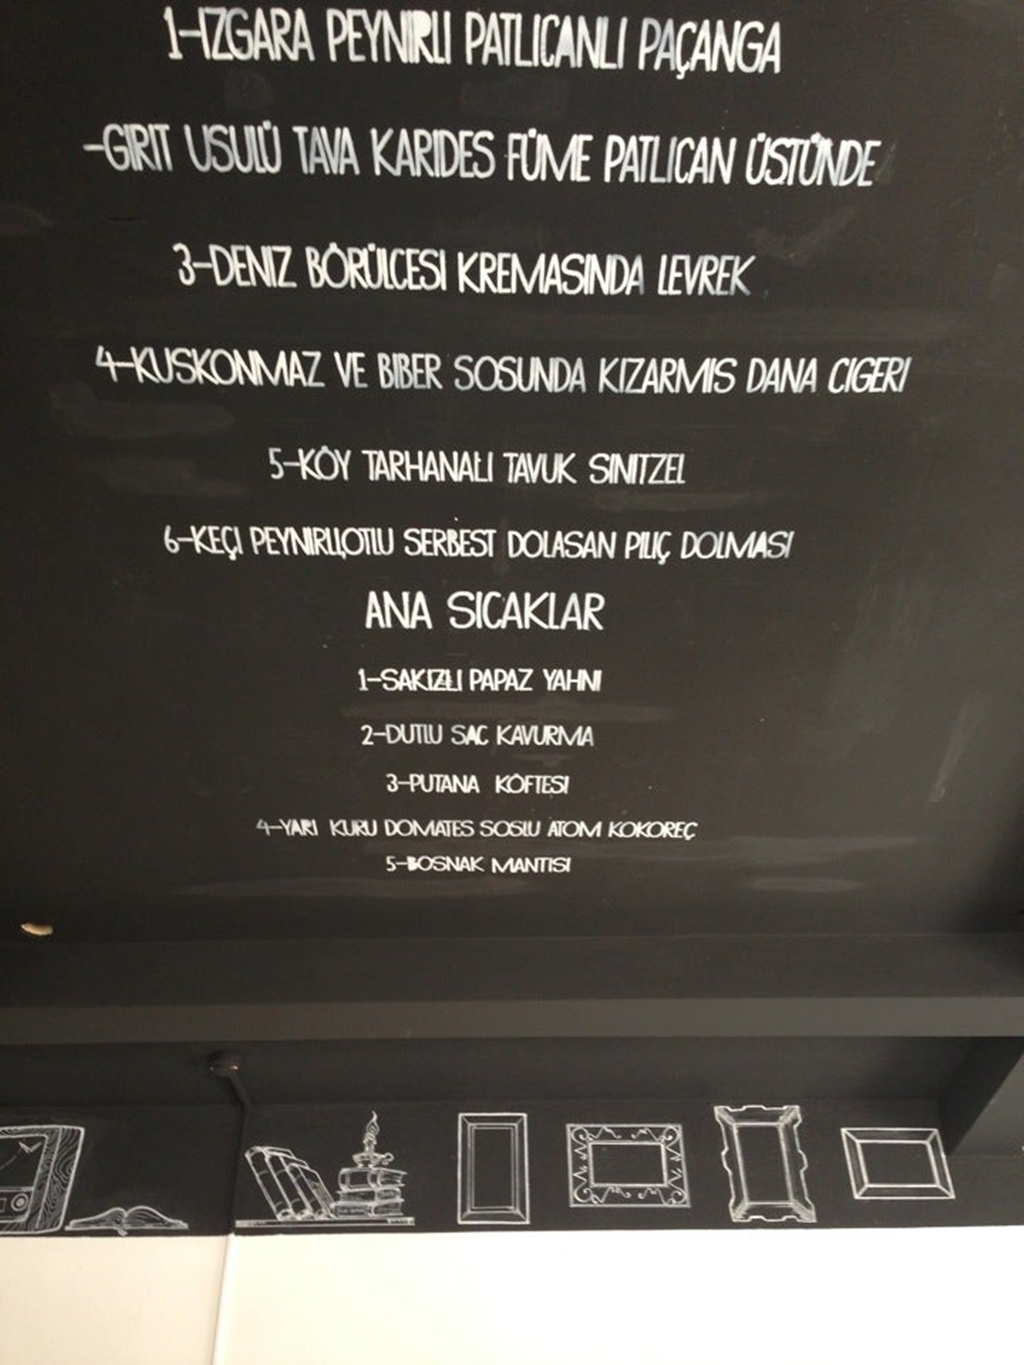 1-IZGARA PEYNIRLI PATLICANLI PAÇANGA
-GIRIT USULÜ TAVA KARIDES FÜME PATLICAN ÜSTÜNDE
3-DENIZ BÖRÜLCESI KREMASINDA LEVREK
4-KUSKONMAZ VE BIBER SOSUNDA KIZARMIS DANA CIGERI
5-KÖY TARHANALI TAVUK SINITZEL
6-KEÇI PEYNIRLI,OTLU SERBEST DOLASAN PILIÇ DOLMASI
ANA SICAKLAR
1-SAKIZLI PAPAZ YAHNI
2-DUTLU SAC KAVURMA
3-PUTANA KÖFTESI
4-YARI KURU DOMATES SOSLU ATOM KOKOREÇ
5-BOSNAK MANTISI